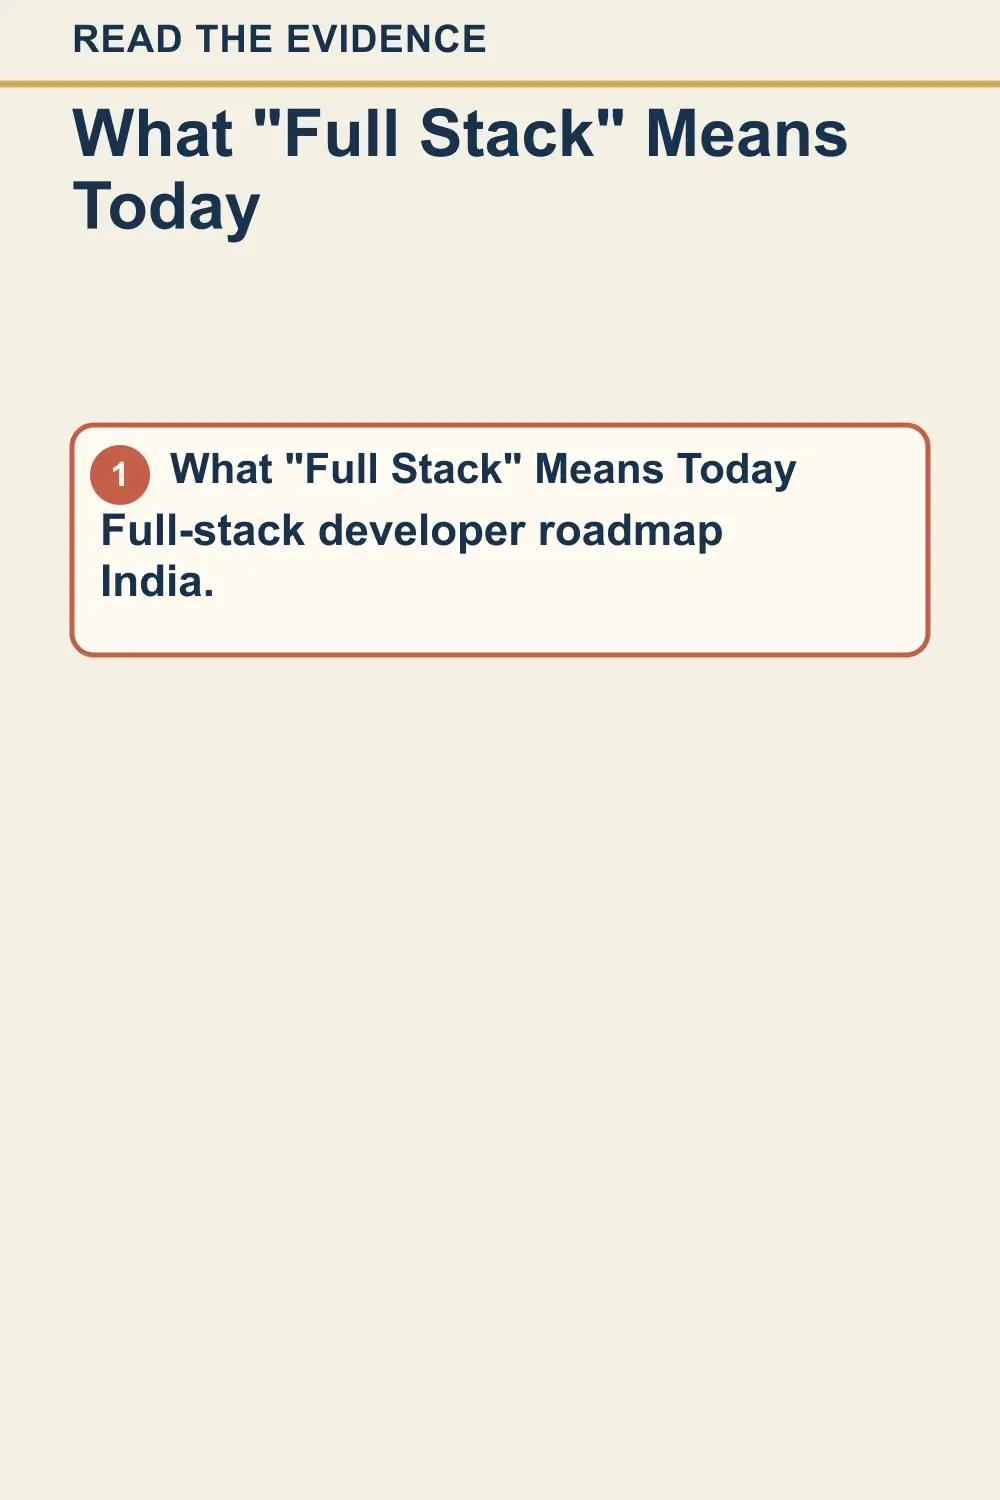 READ THE EVIDENCE
What "Full Stack" Means
Today
1 What "Full Stack" Means Today
Full-stack developer roadmap
India.